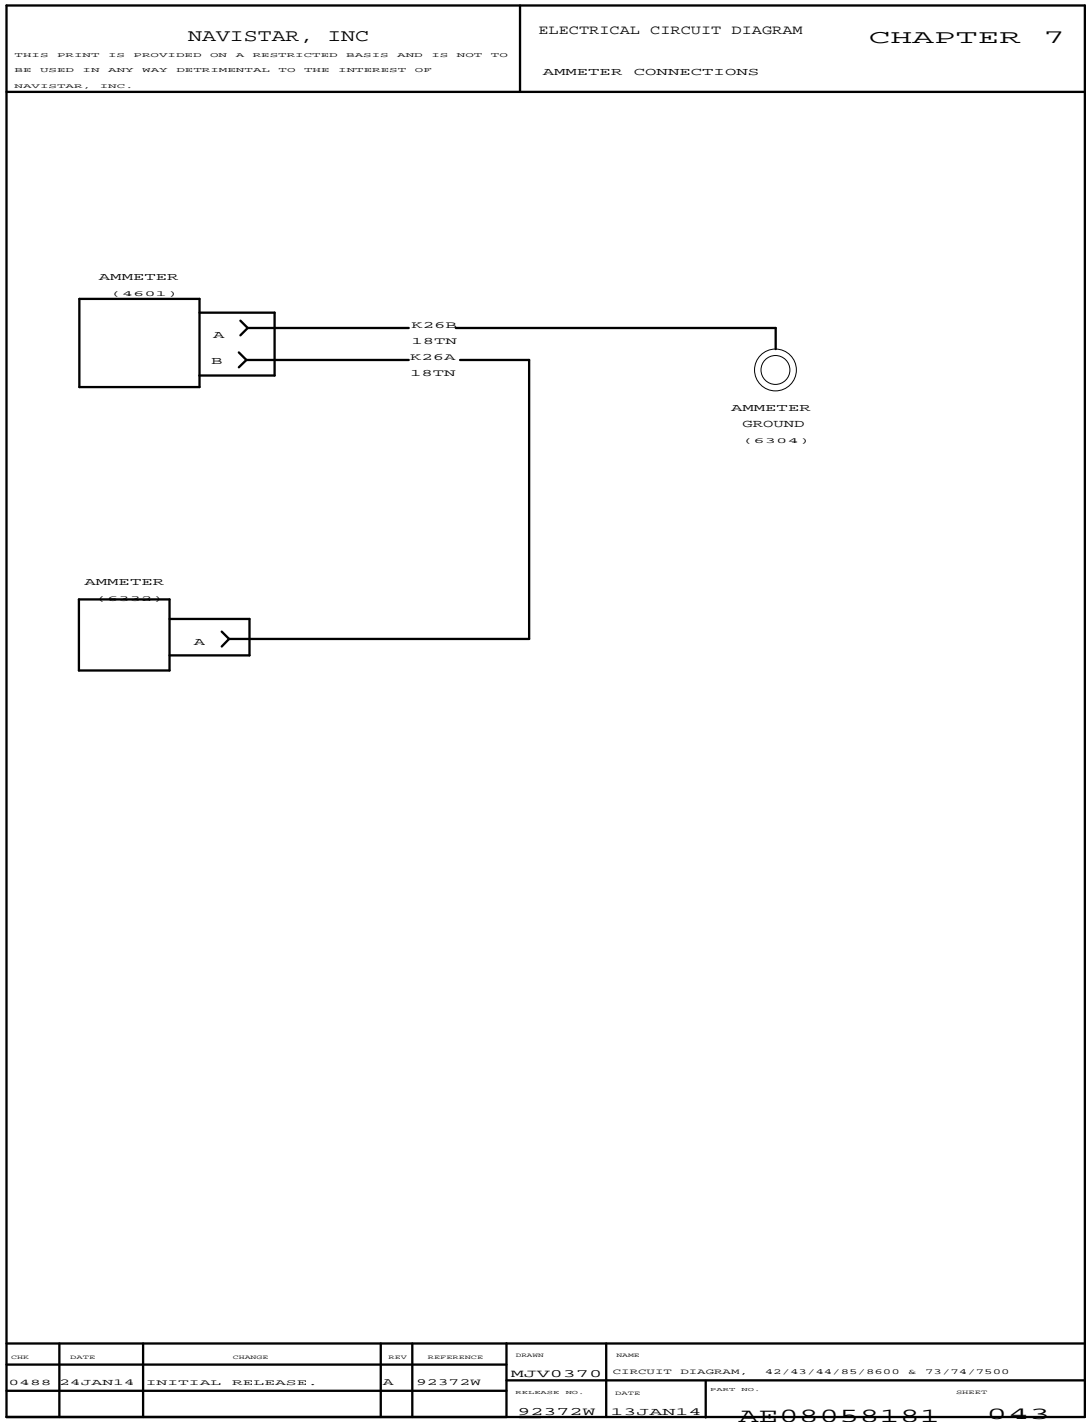 NAVISTAR, INC
THIS PRINT IS PROVIDED ON A RESTRICTED BASIS AND IS NOT TO
BE USED IN ANY WAY DETRIMENTAL TO THE INTEREST OF
NAVISTAR, INC.
ELECTRICAL CIRCUIT DIAGRAM
AMMETER CONNECTIONS
CHAPTER 7
AMMETER
(4601)
A
B
K26B
18TN
K26A
18TN
AMMETER
GROUND
(6304)
AMMETER
(6332)
A
CHK DATE CHANGE REV REFERENCE
0488 24JAN14 INITIAL RELEASE. A 92372W
DRAWN
MJV0370
NAME
CIRCUIT DIAGRAM, 42/43/44/85/8600 & 73/74/7500
RELEASE NO.
92372W
DATE
13JAN14
PART NO.
AE08058181
SHEET
043